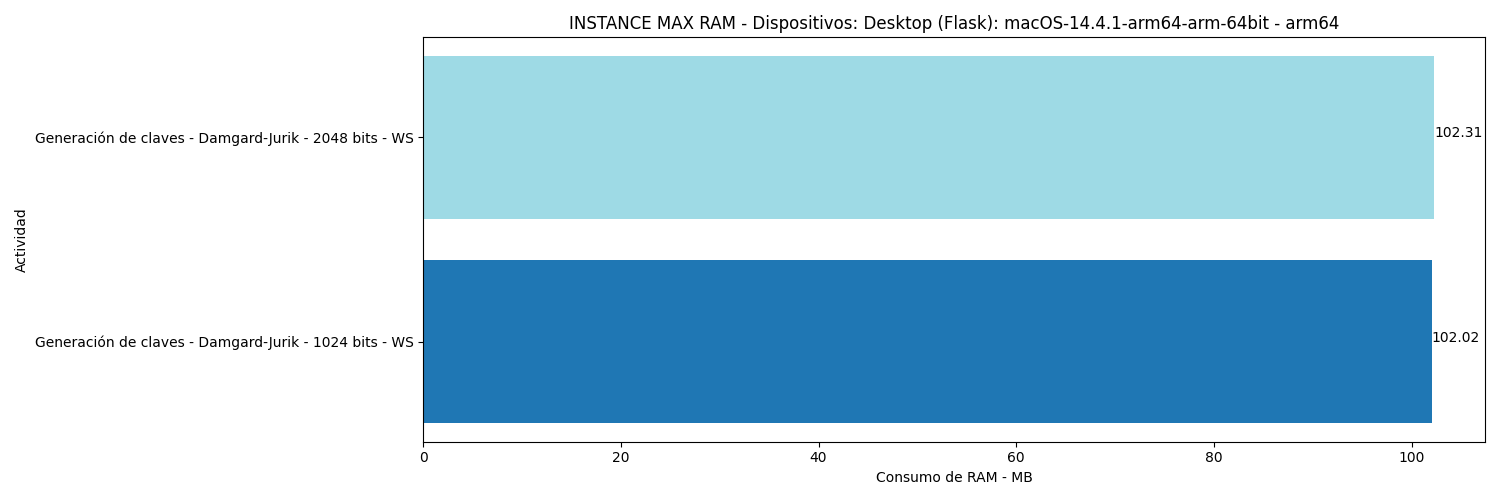 INSTANCE MAX RAM - Dispositivos: Desktop (Flask): macOS-14.4.1-arm64-arm-64bit - arm64
Actividad
Generación de claves - Damgard-Jurik - 2048 bits - WS
102.31
Generación de claves - Damgard-Jurik - 1024 bits - WS
102.02
0 20 40 60 80 100
Consumo de RAM - MB